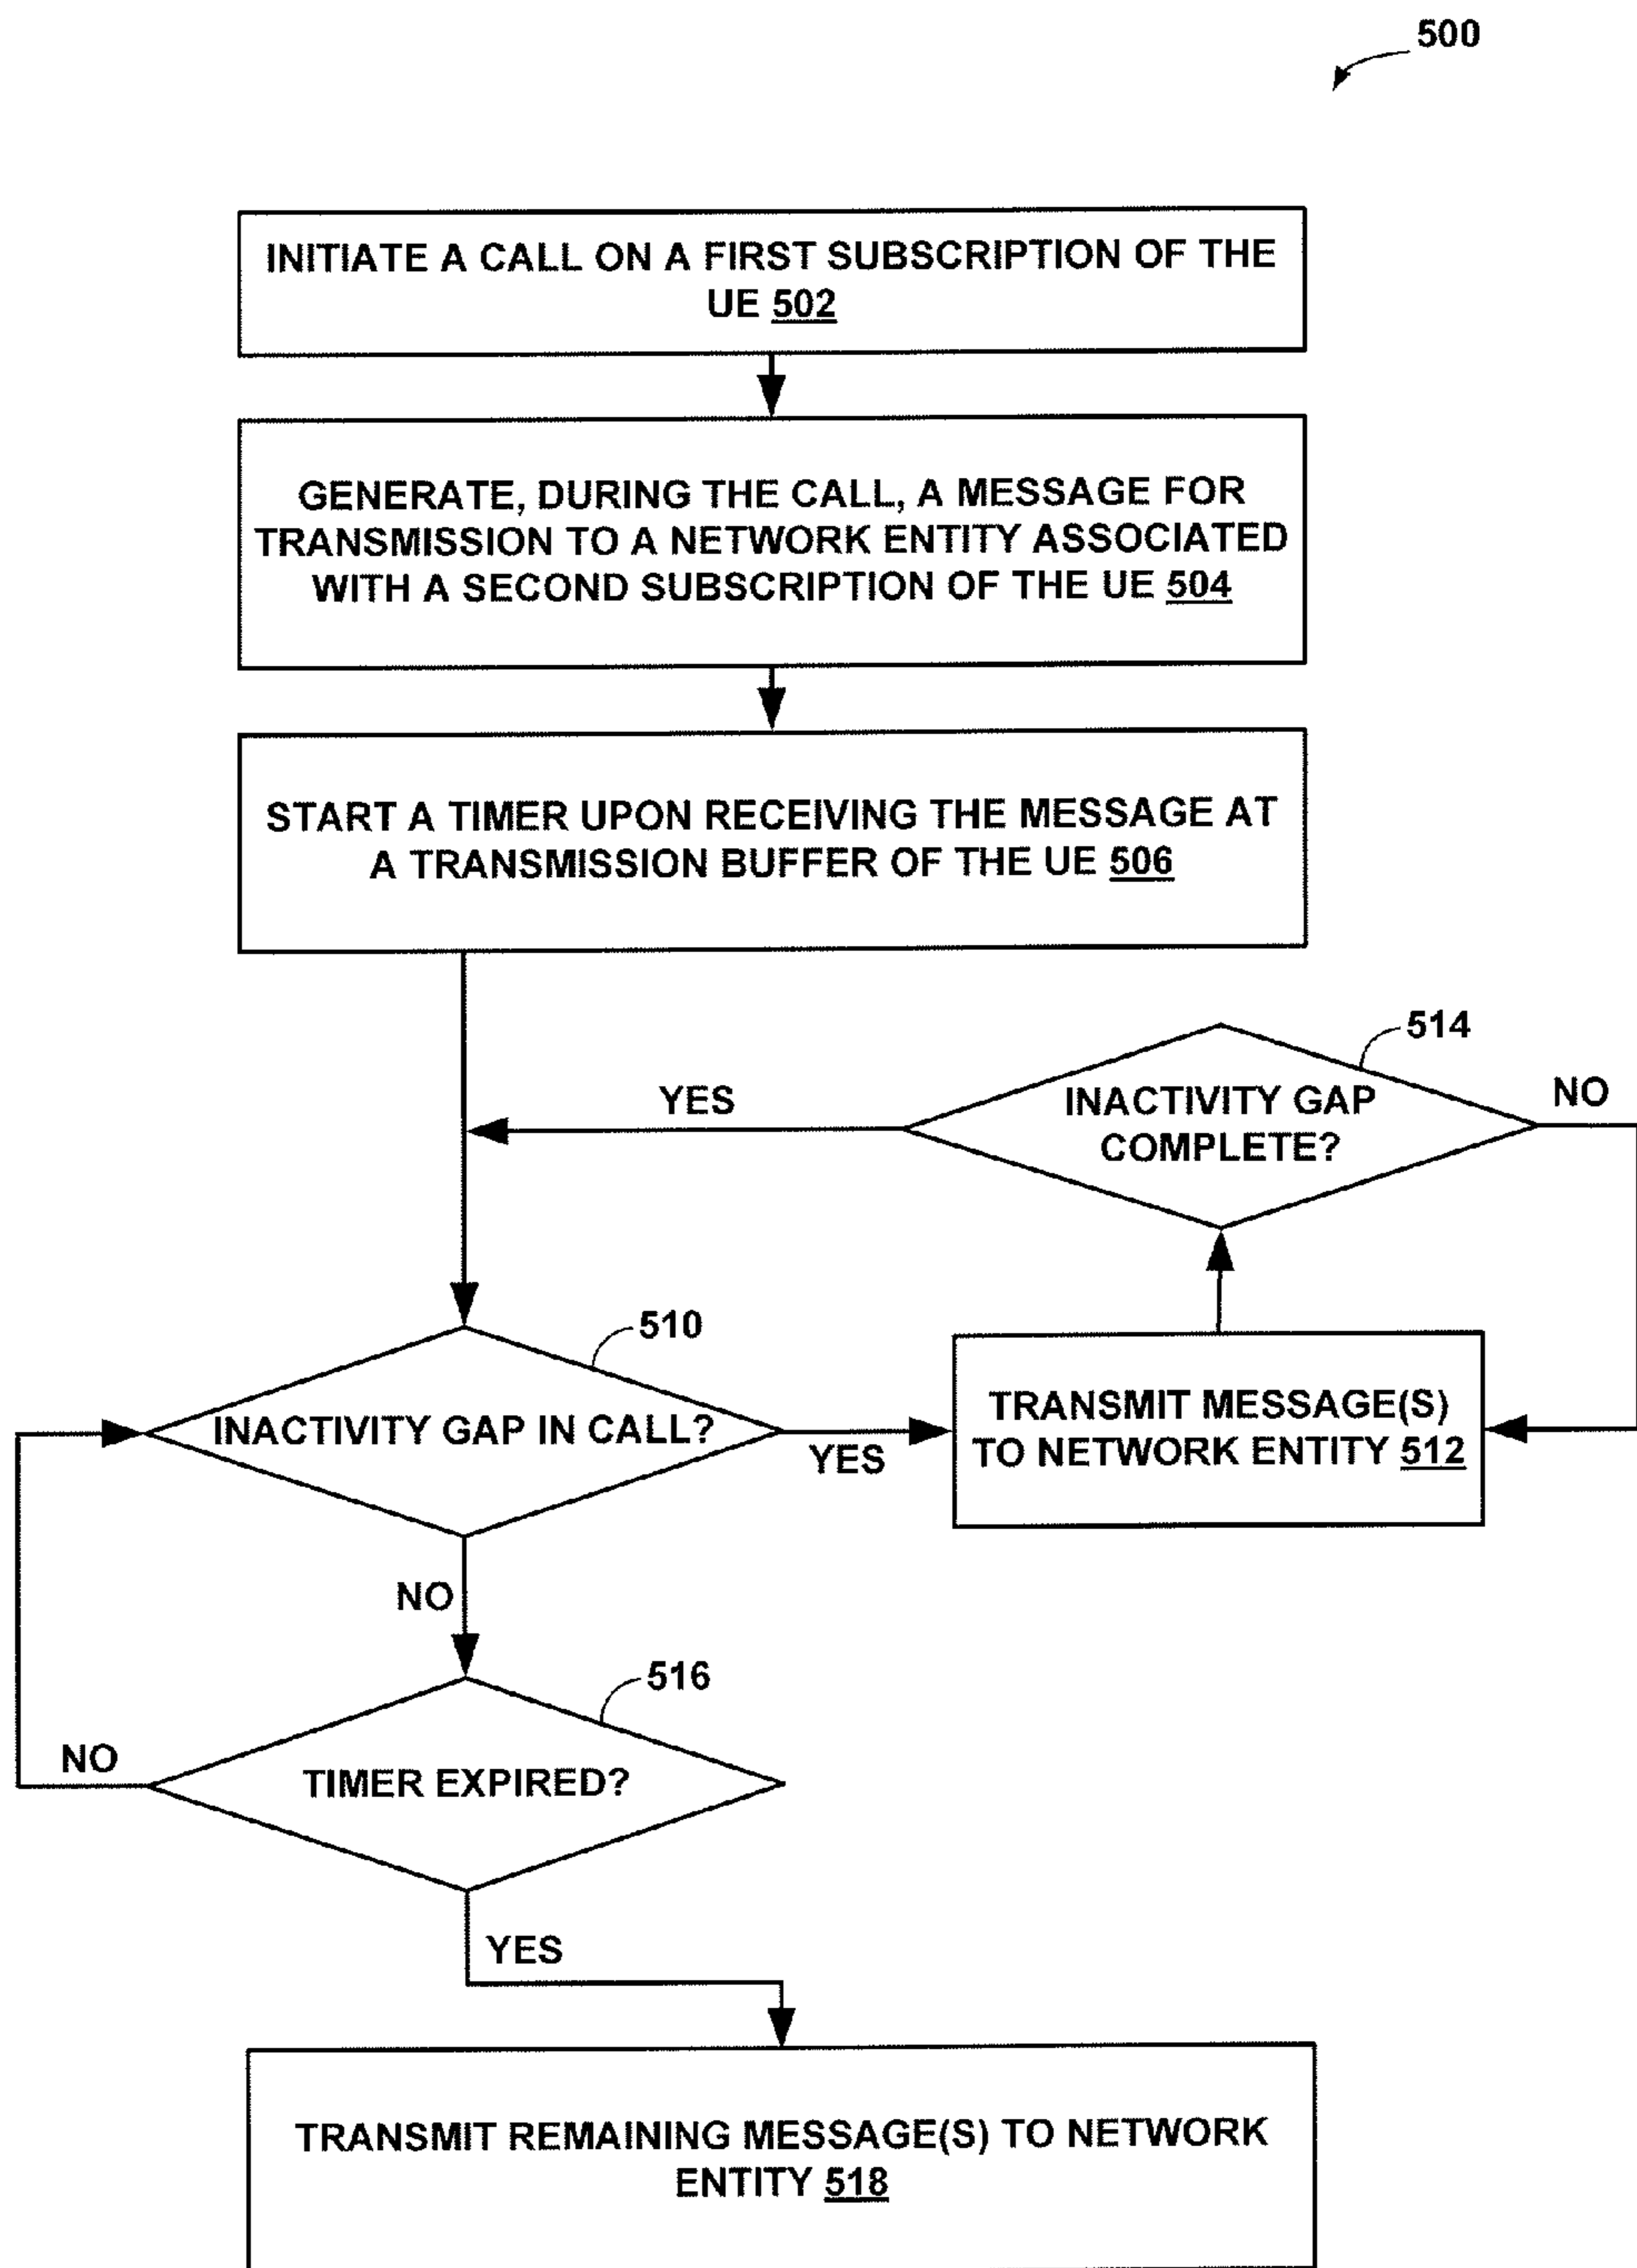 500
INITIATE A CALL ON A FIRST SUBSCRIPTION OF THE
UE 502
GENERATE, DURING THE CALL, A MESSAGE FOR
TRANSMISSION TO A NETWORK ENTITY ASSOCIATED
WITH A SECOND SUBSCRIPTION OF THE UE 504
START A TIMER UPON RECEIVING THE MESSAGE AT
A TRANSMISSION BUFFER OF THE UE 506
514
YES
INACTIVITY GAP
COMPLETE?
NO
510
INACTIVITY GAP IN CALL?
YES
TRANSMIT MESSAGE(S)
TO NETWORK ENTITY 512
NO
516
NO
TIMER EXPIRED?
YES
TRANSMIT REMAINING MESSAGE(S) TO NETWORK
ENTITY 518